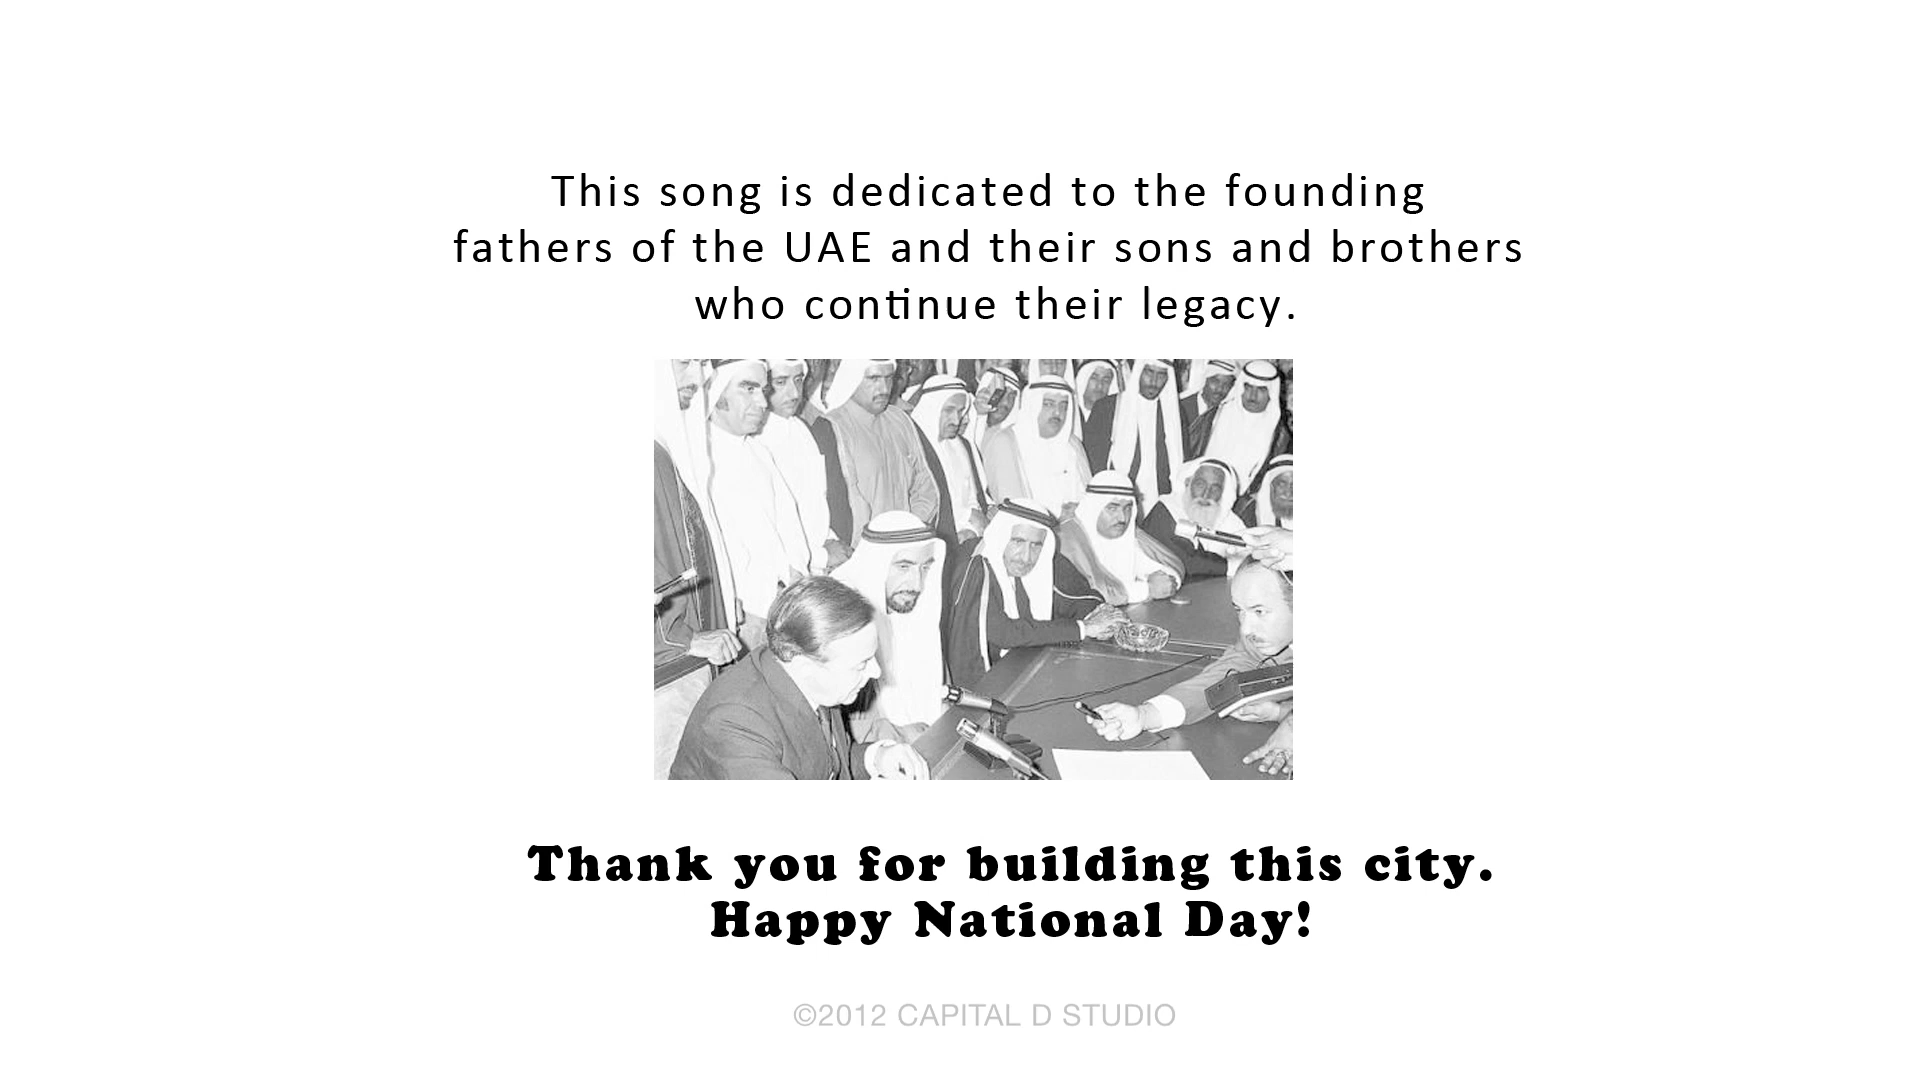 This song is dedicated to the founding
fathers of the UAE and their sons and brothers
who continue their legacy.
Thank you for building this city.
Happy National Day!
©2012 CAPITAL D STUDIO